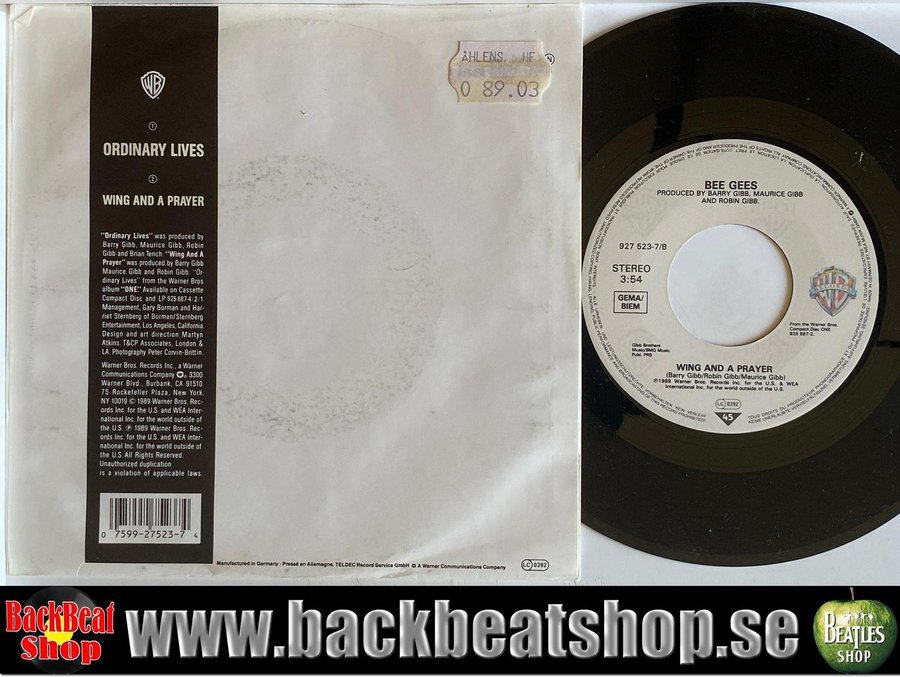 WB
1
ORDINARY LIVES
2
WING AND A PRAYER
"Ordinary Lives" was produced by
Barry Gibb, Maurice Gibb, Robin
Gibb and Brian Tench "Wing And A
Prayer" was produced by Barry Gibb
Maurice Gibb and Robin Gibb. "Or-
dinary Lives" from the Warner Bros
album "ONE". Available on Cassette
Compact Disc and LP 925 887-4/2/1
Management, Gary Borman and Har-
riet Sternberg of Borman/Sternberg
Entertainment, Los Angeles, California
Design and art direction Martyn
Atkins. T&CP Associates, London &
LA. Photography Peter Corvin-Brittin.
Warner Bros. Records Inc., a Warner
Communications Company 3300
Warner Blvd., Burbank, CA 91510
75 Rockefeller Plaza, New York,
NY 10019 © 1989 Warner Bros. Rec-
ords Inc. for the U.S. and WEA Inter-
national Inc. for the world outside of
the U.S. ℗ 1989 Warner Bros. Rec-
ords Inc. for the U.S. and WEA Inter-
national Inc. for the world outside of
the U.S. All Rights Reserved.
Unauthorized duplication
is a violation of applicable laws
0 7599-27523-7 4
Manufactured in Germany · Pressé en Allemagne. TELDEC Record Service GmbH A Warner Communications Company
LC 0392
ÅHLENS HF
0 89.03
BEE GEES
PRODUCED BY BARRY GIBB, MAURICE GIBB
AND ROBIN GIBB.
927 523-7/B
STEREO
3:54
GEMA/
BIEM
WARNER BROS
RECORDS
From the Warner Bros.
Compact Disc ONE
925 887-2.
Gibb Brothers
Music/BMG Music
Publ. PRS
WING AND A PRAYER
(Barry Gibb/Robin Gibb/Maurice Gibb)
℗ 1989 Warner Bros. Records Inc. for the U.S. & WEA
International Inc. for the world outside of the U.S.
LC 0392
45
BackBeat
Shop
www.backbeatshop.se
BEATLES
SHOP